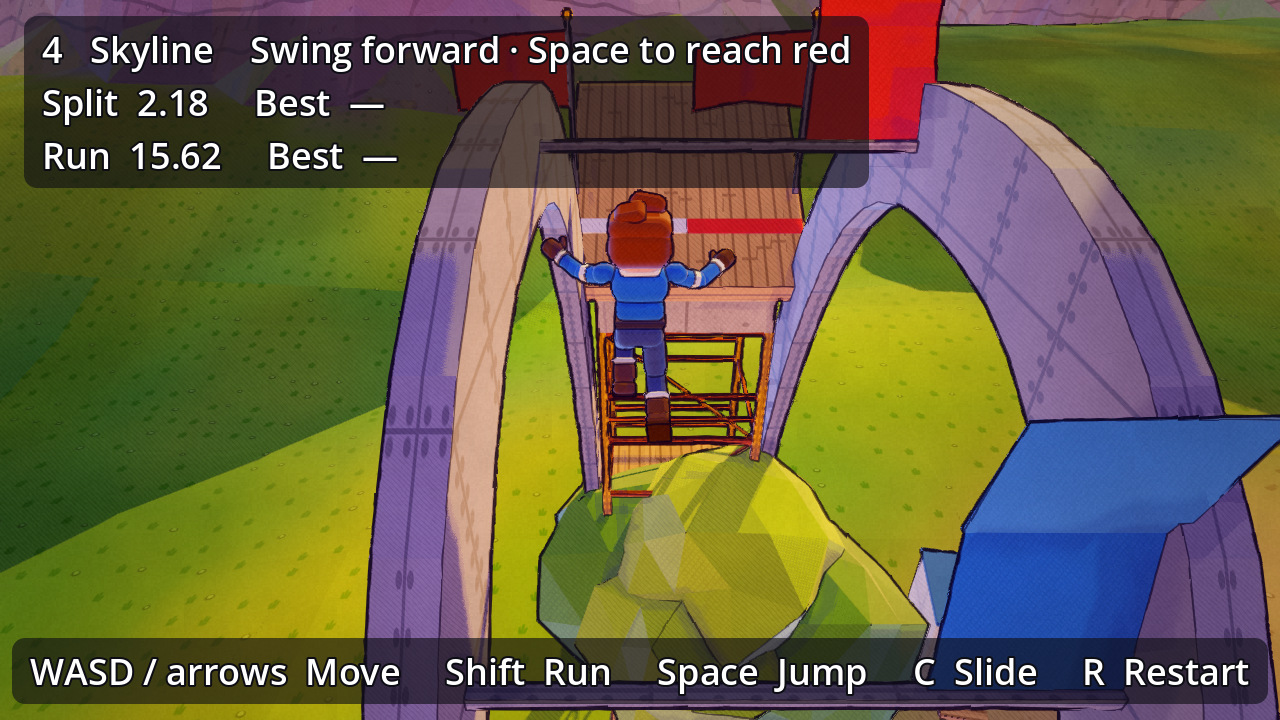 4 Skyline Swing forward · Space to reach red
Split 2.18 Best —
Run 15.62 Best —
WASD / arrows Move Shift Run Space Jump C Slide R Restart